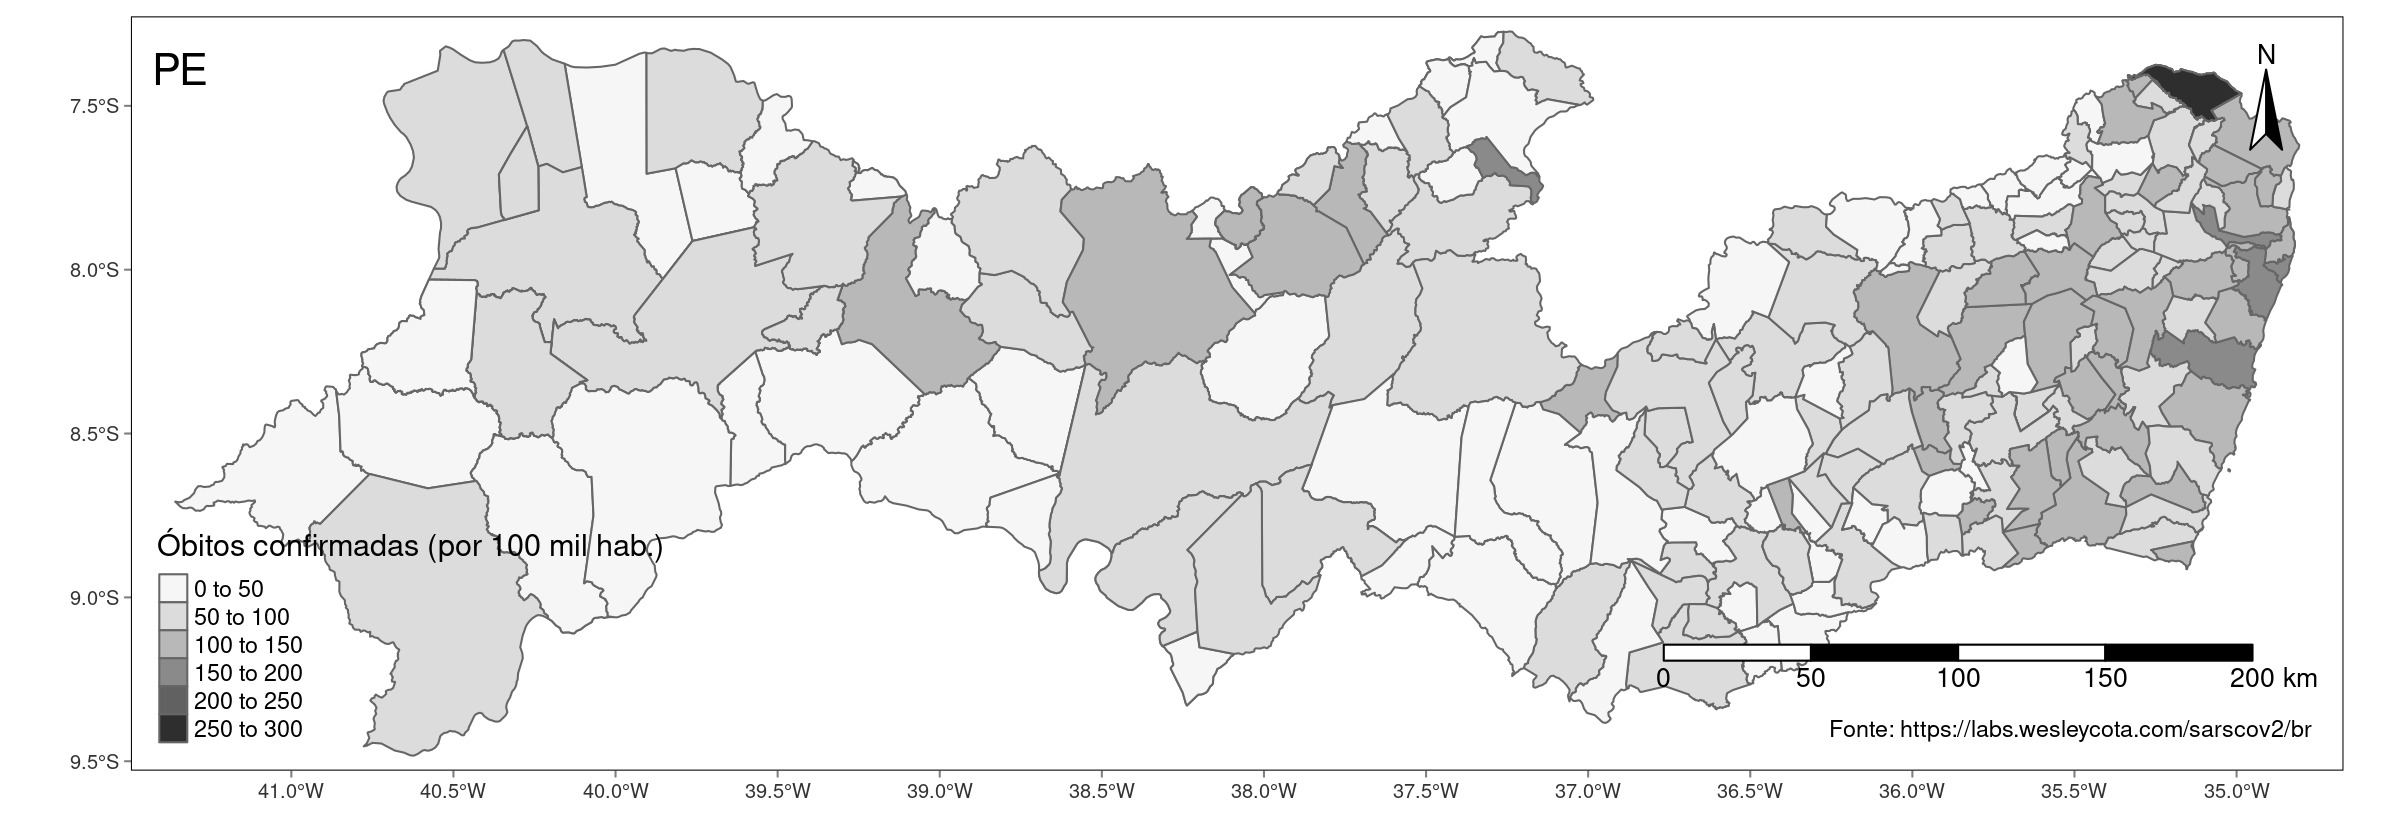 PE
N
7.5°S
8.0°S
8.5°S
9.0°S
9.5°S
Óbitos confirmadas (por 100 mil hab.)
0 to 50
50 to 100
100 to 150
150 to 200
200 to 250
250 to 300
0 50 100 150 200 km
Fonte: https://labs.wesleycota.com/sarscov2/br
41.0°W 40.5°W 40.0°W 39.5°W 39.0°W 38.5°W 38.0°W 37.5°W 37.0°W 36.5°W 36.0°W 35.5°W 35.0°W